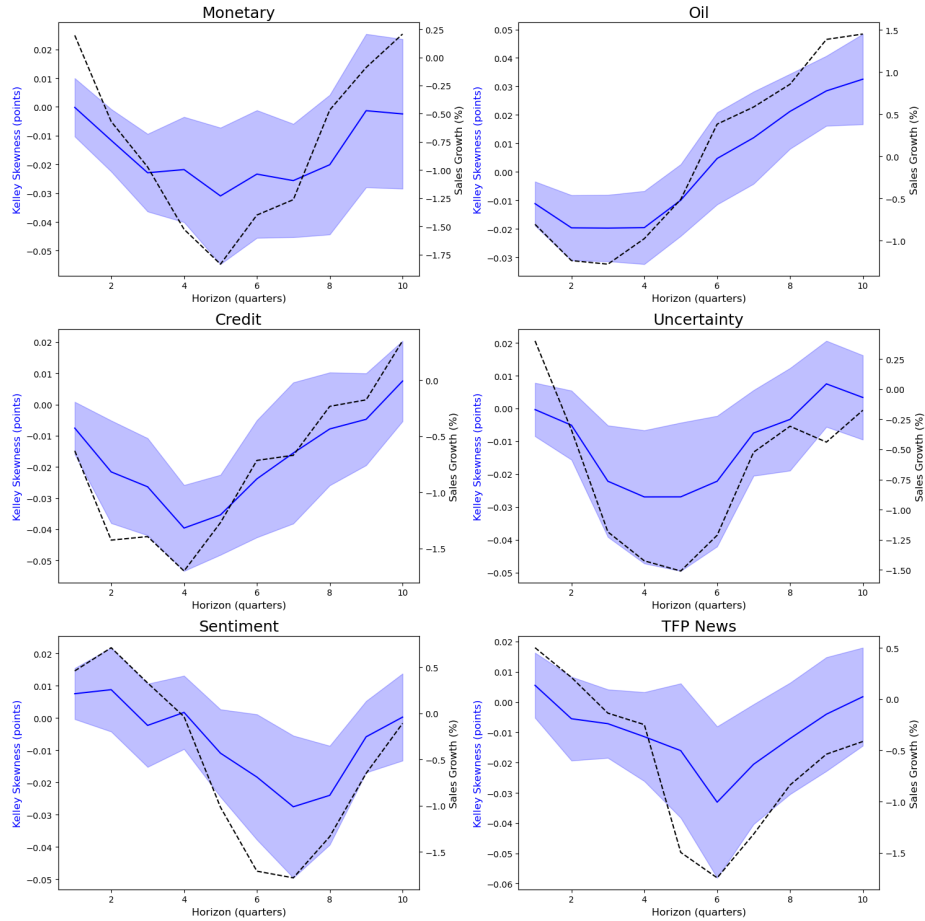 Monetary
Kelley Skewness (points)
0.02
0.01
0.00
−0.01
−0.02
−0.03
−0.04
−0.05
0.25
0.00
−0.25
−0.50
−0.75
−1.00
−1.25
−1.50
−1.75
Sales Growth (%)
2 4 6 8 10
Horizon (quarters)
Oil
Kelley Skewness (points)
0.05
0.04
0.03
0.02
0.01
0.00
−0.01
−0.02
−0.03
1.5
1.0
0.5
0.0
−0.5
−1.0
Sales Growth (%)
2 4 6 8 10
Horizon (quarters)
Credit
Kelley Skewness (points)
0.02
0.01
0.00
−0.01
−0.02
−0.03
−0.04
−0.05
0.0
−0.5
−1.0
−1.5
Sales Growth (%)
2 4 6 8 10
Horizon (quarters)
Uncertainty
Kelley Skewness (points)
0.02
0.01
0.00
−0.01
−0.02
−0.03
−0.04
−0.05
0.25
0.00
−0.25
−0.50
−0.75
−1.00
−1.25
−1.50
Sales Growth (%)
2 4 6 8 10
Horizon (quarters)
Sentiment
Kelley Skewness (points)
0.02
0.01
0.00
−0.01
−0.02
−0.03
−0.04
−0.05
0.5
0.0
−0.5
−1.0
−1.5
Sales Growth (%)
2 4 6 8 10
Horizon (quarters)
TFP News
Kelley Skewness (points)
0.02
0.01
0.00
−0.01
−0.02
−0.03
−0.04
−0.05
−0.06
0.5
0.0
−0.5
−1.0
−1.5
Sales Growth (%)
2 4 6 8 10
Horizon (quarters)